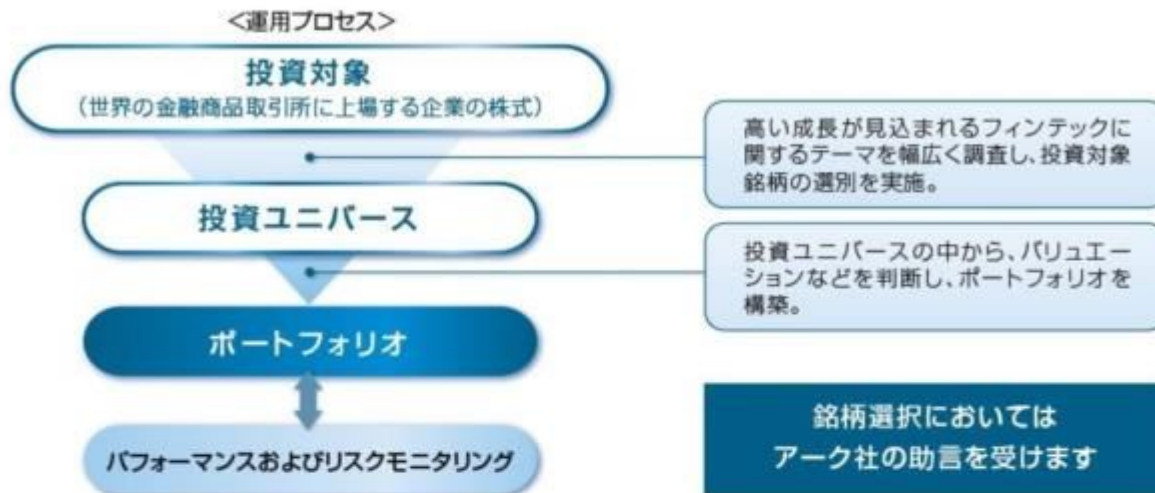 <運用プロセス>
投資対象
(世界の金融商品取引所に上場する企業の株式)
高い成長が見込まれるフィンテックに
関するテーマを幅広く調査し、投資対象
銘柄の選別を実施。
投資ユニバース
投資ユニバースの中から、バリュエー
ションなどを判断し、ポートフォリオを
構築。
ポートフォリオ
パフォーマンスおよびリスクモニタリング
銘柄選択においては
アーク社の助言を受けます